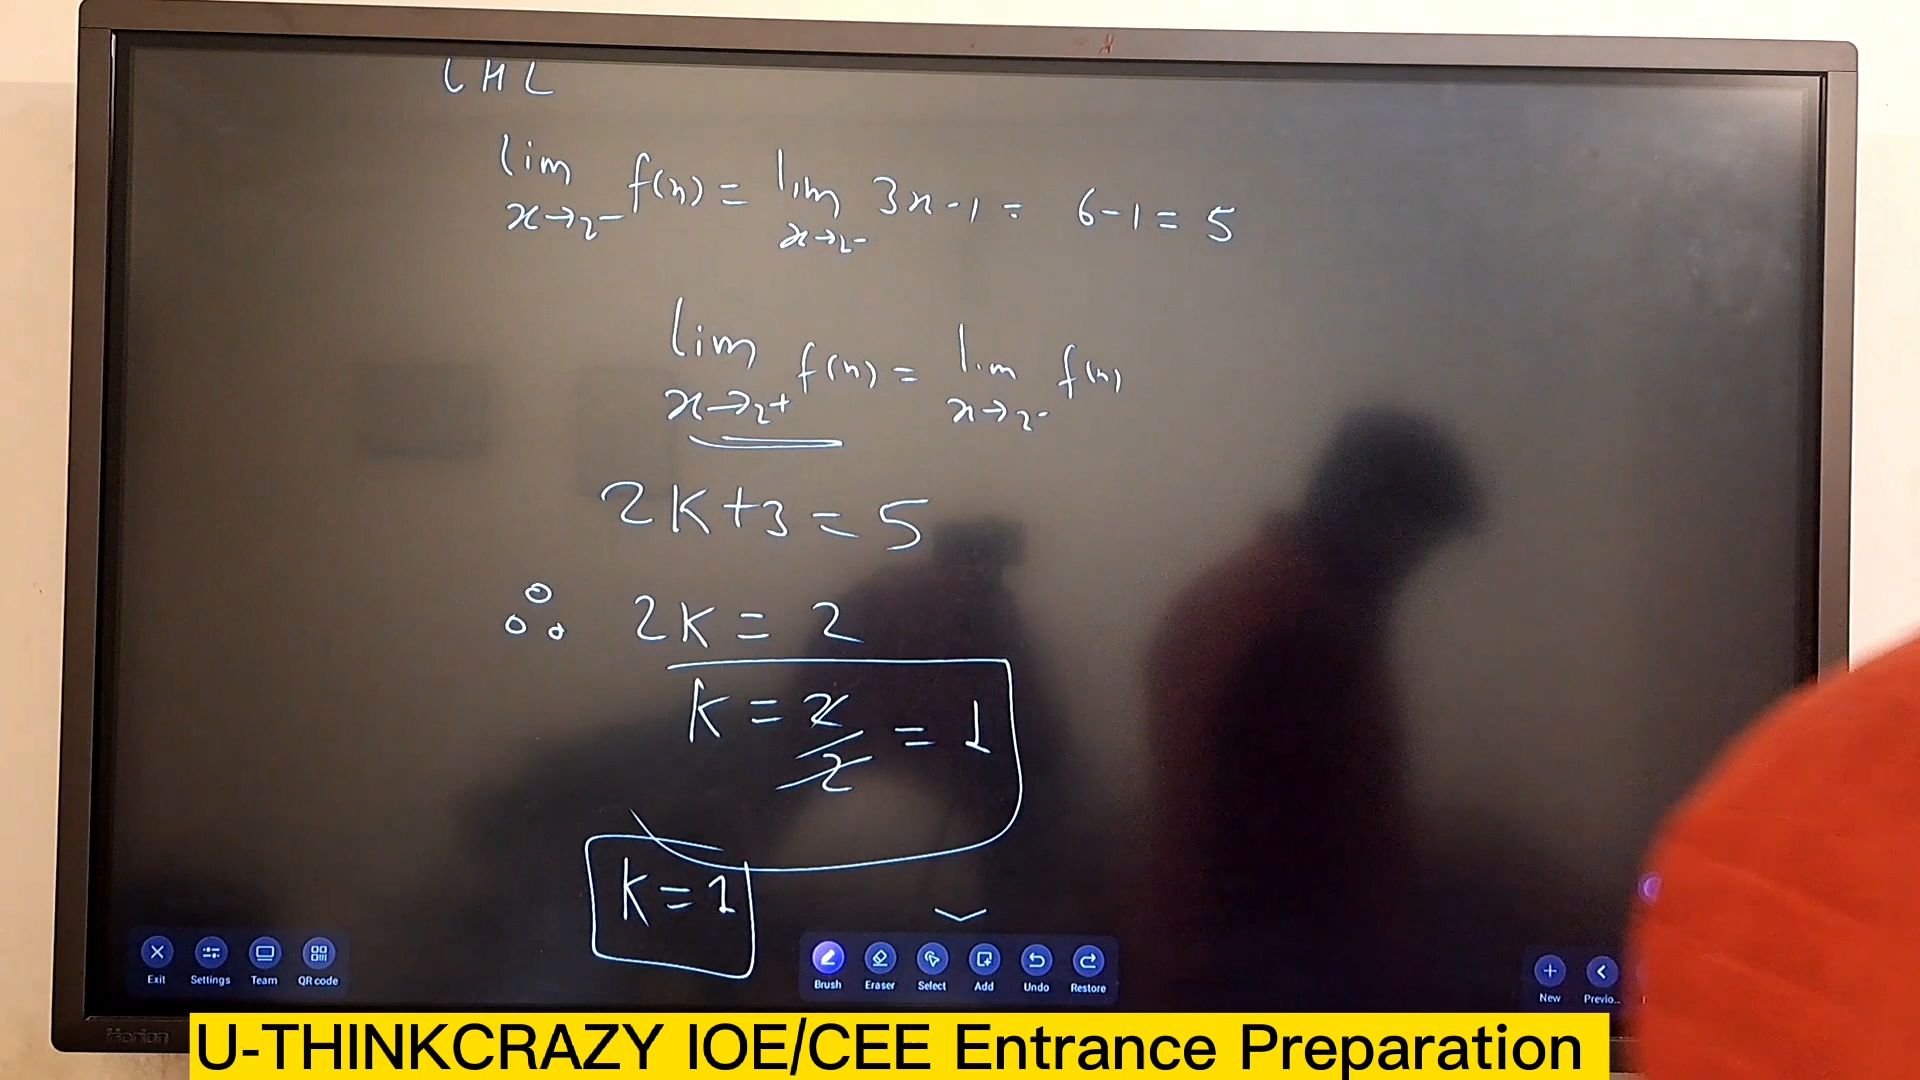 LHL
lim x→2⁻ f(x) = lim x→2⁻ 3x-1 = 6-1 = 5
lim x→2+ f(x) = lim x→2⁻ f(x)
2K+3=5
∴ 2K = 2
K = 2/2 = 1
K=1
Exit Settings Team QR code
Brush Eraser Select Add Undo Restore
New Previo...
Horion
U-THINKCRAZY IOE/CEE Entrance Preparation